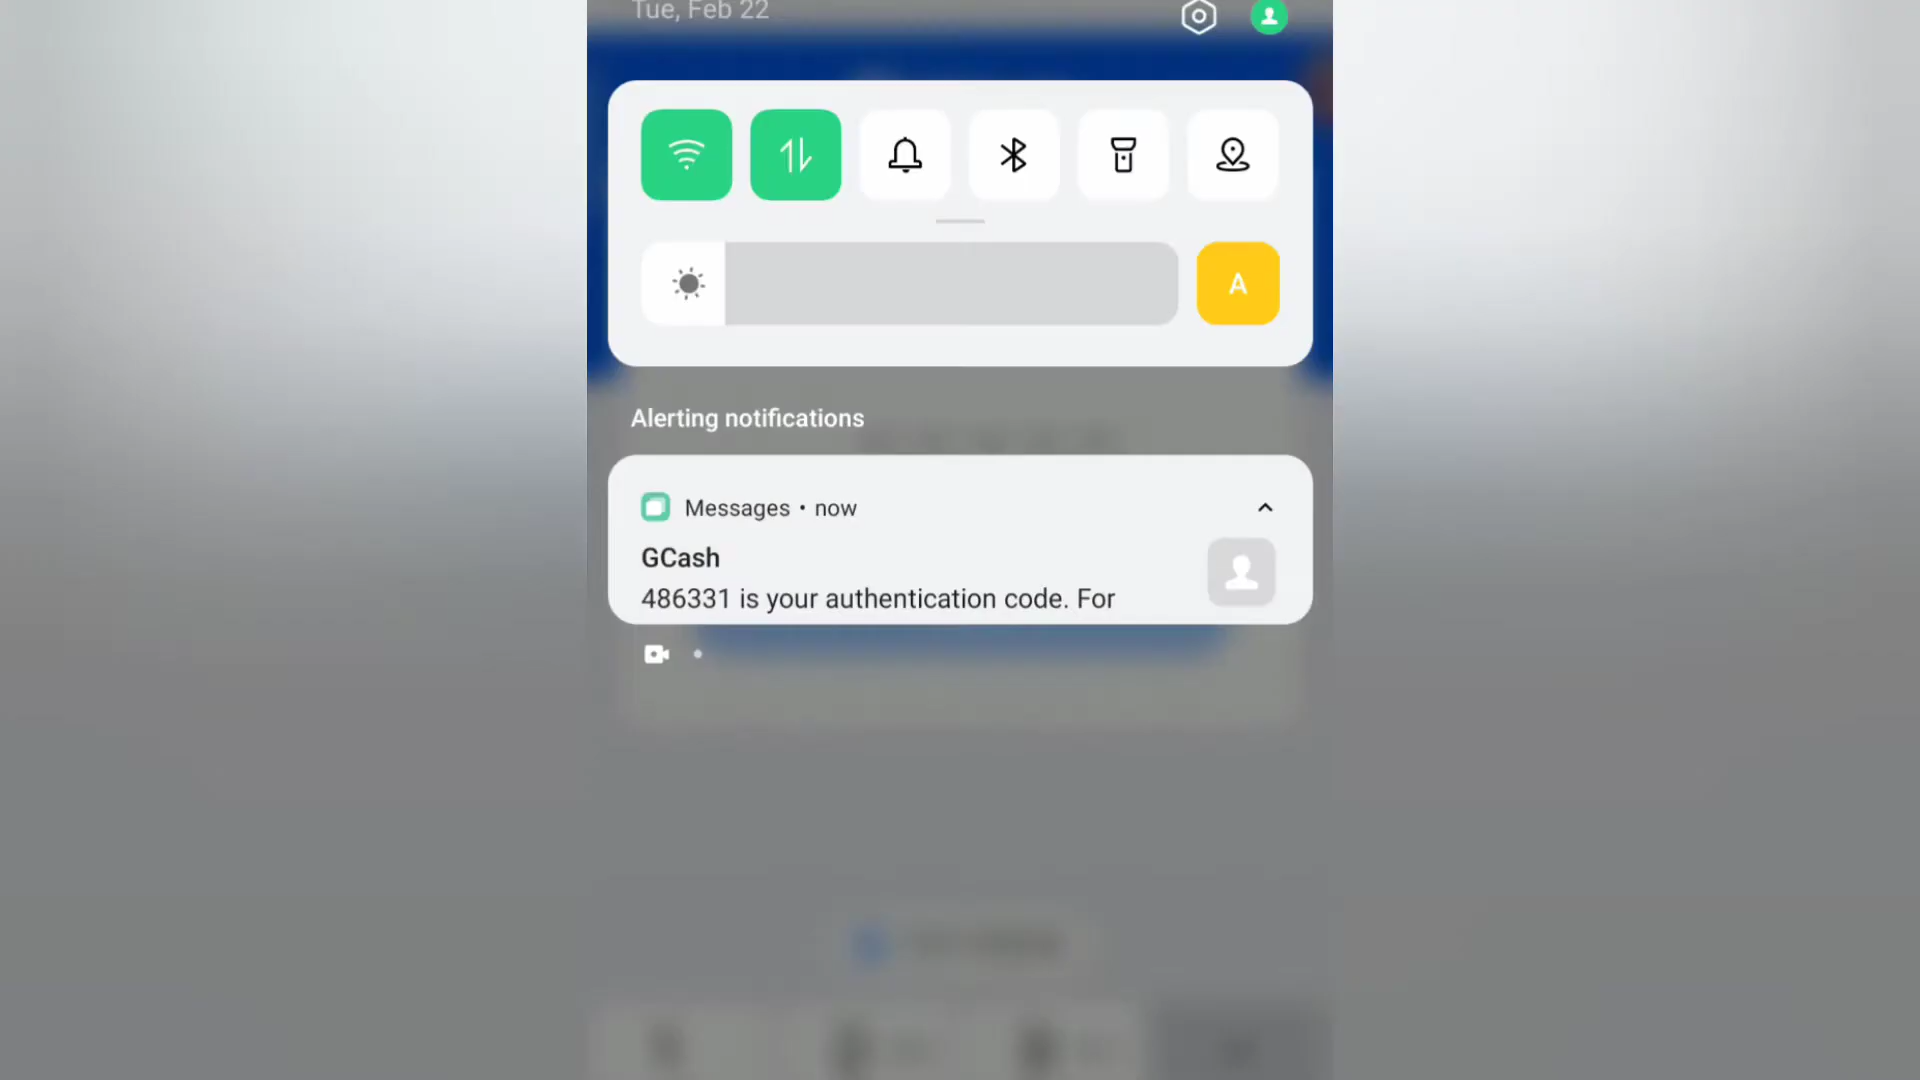 Tue, Feb 22
A
Alerting notifications
Messages • now
GCash
486331 is your authentication code. For